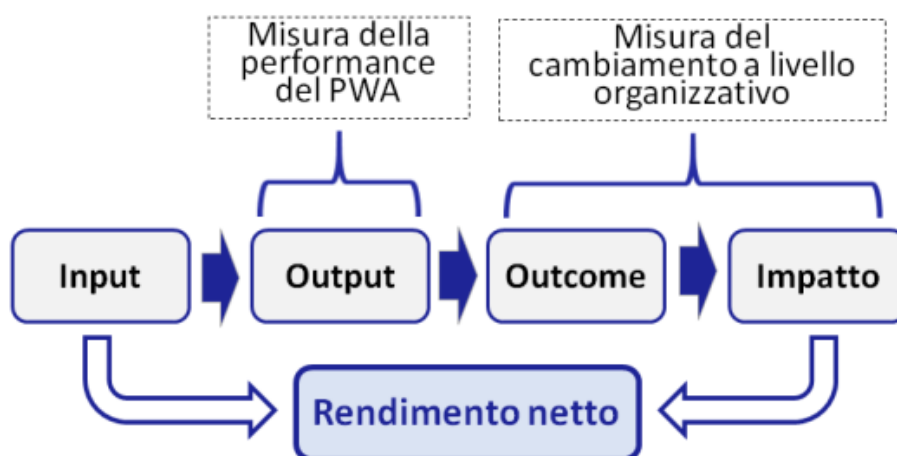 Misura della
performance
del PWA
Misura del
cambiamento a livello
organizzativo
Input
Output
Outcome
Impatto
Rendimento netto